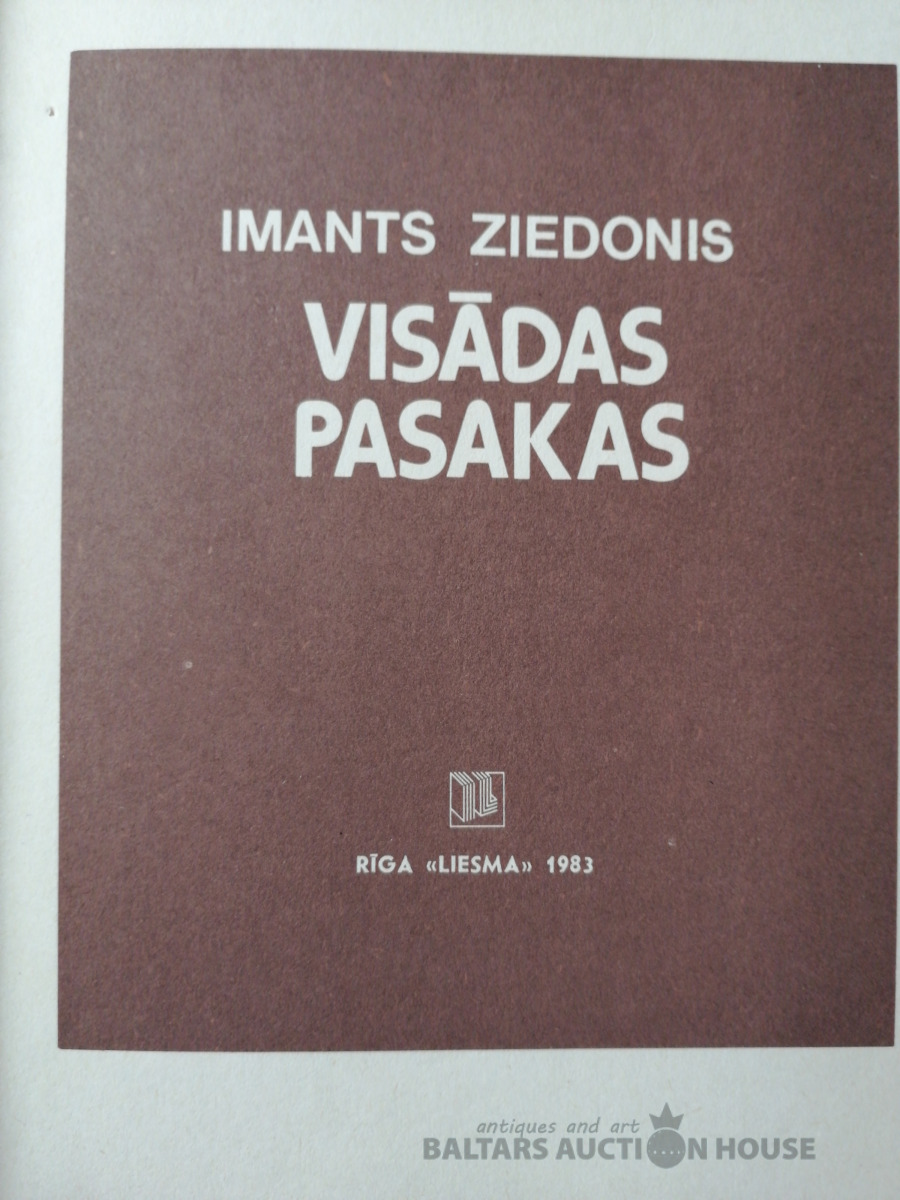 IMANTS ZIEDONIS
VISĀDAS
PASAKAS
RĪGA «LIESMA» 1983
antiques and art
BALTARS AUCTION HOUSE